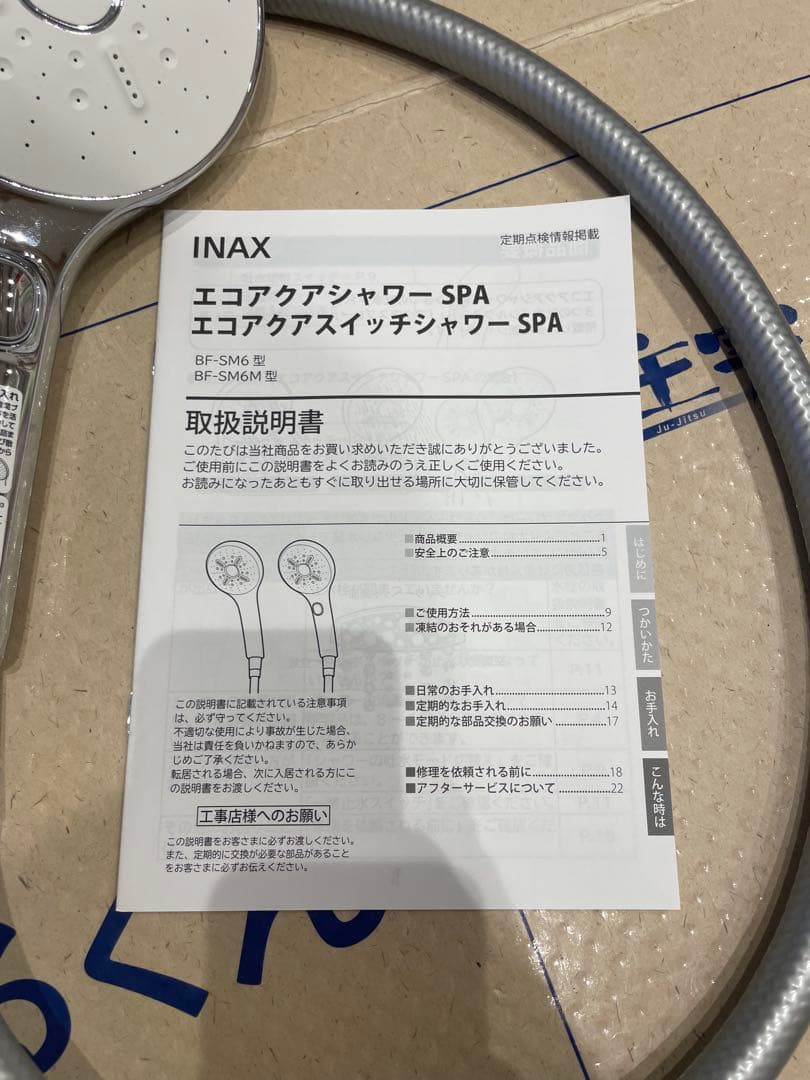 INAX
定期点検情報掲載
エコアクアシャワー SPA
エコアクアスイッチシャワー SPA
BF-SM6 型
BF-SM6M 型
取扱説明書
このたびは当社商品をお買い求めいただき誠にありがとうございました。
ご使用前にこの説明書をよくお読みのうえ正しくご使用ください。
お読みになったあともすぐに取り出せる場所に大切に保管してください。
■商品概要......................................1
■安全上のご注意..............................5
はじめに
■ご使用方法....................................9
■凍結のおそれがある場合....................12
つかいかた
■日常のお手入れ..............................13
■定期的なお手入れ............................14
■定期的な部品交換のお願い................17
お手入れ
■修理を依頼される前に......................18
■アフターサービスについて................22
こんな時は
この説明書に記載されている注意事項
は、必ず守ってください。
不適切な使用により事故が生じた場合、
当社は責任を負いかねますので、あらか
じめご了承ください。
転居される場合、次に入居される方にこ
の説明書をお渡しください。
工事店様へのお願い
この説明書をお客さまに必ずお渡しください。
また、定期的に交換が必要な部品があること
をお客さまに必ずお伝えください。
Ju-Jitsu
らくん